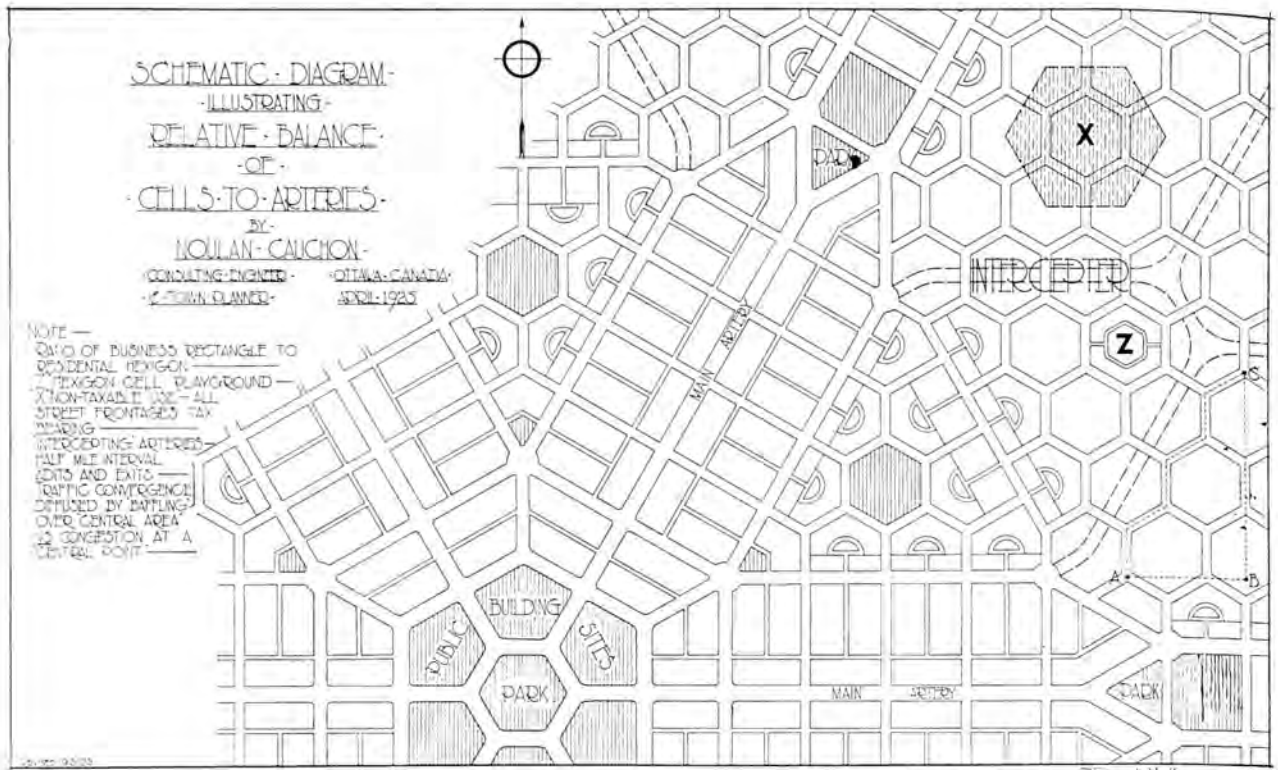 SCHEMATIC - DIAGRAM -
- ILLUSTRATING -
RELATIVE - BALANCE -
- OF -
- CELLS - TO - ARTERIES -
BY -
NOULAN - CAUCHON -
- CONSULTING - ENGINEER - - OTTAWA - CANADA -
- & - TOWN PLANNER - APRIL - 1925
NOTE —
RATIO OF BUSINESS RECTANGLE TO
RESIDENTAL HEXIGON
HEXIGON CELL PLAYGROUND —
X NON-TAXABLE USE — ALL
STREET FRONTAGES TAX
BEARING
INTERCEPTING ARTERIES —
HALF MILE INTERVAL
ADITS AND EXITS
TRAFFIC CONVERGENCE
DIFFUSED BY BAFFLING
OVER CENTRAL AREA
VS CONGESTION AT A
CENTRAL POINT
PARK
X
INTERCEPTER
Z
MAIN ARTERY
C
A
B
PUBLIC
BUILDING
SITES
PARK
MAIN ARTERY
PARK